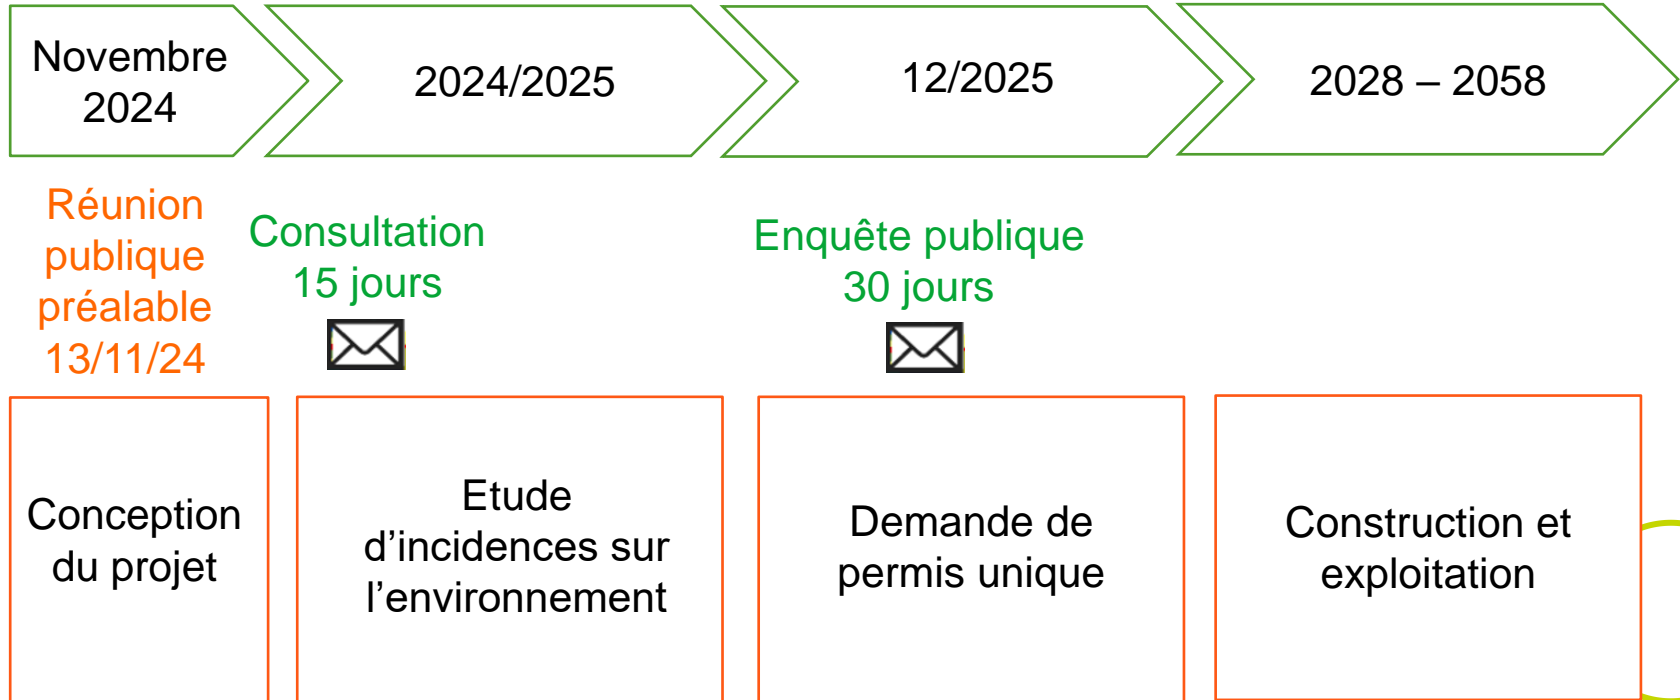 Novembre
2024
2024/2025
12/2025
2028 – 2058
Réunion
publique
préalable
13/11/24
Consultation
15 jours
Enquête publique
30 jours
Conception
du projet
Etude
d’incidences sur
l’environnement
Demande de
permis unique
Construction et
exploitation